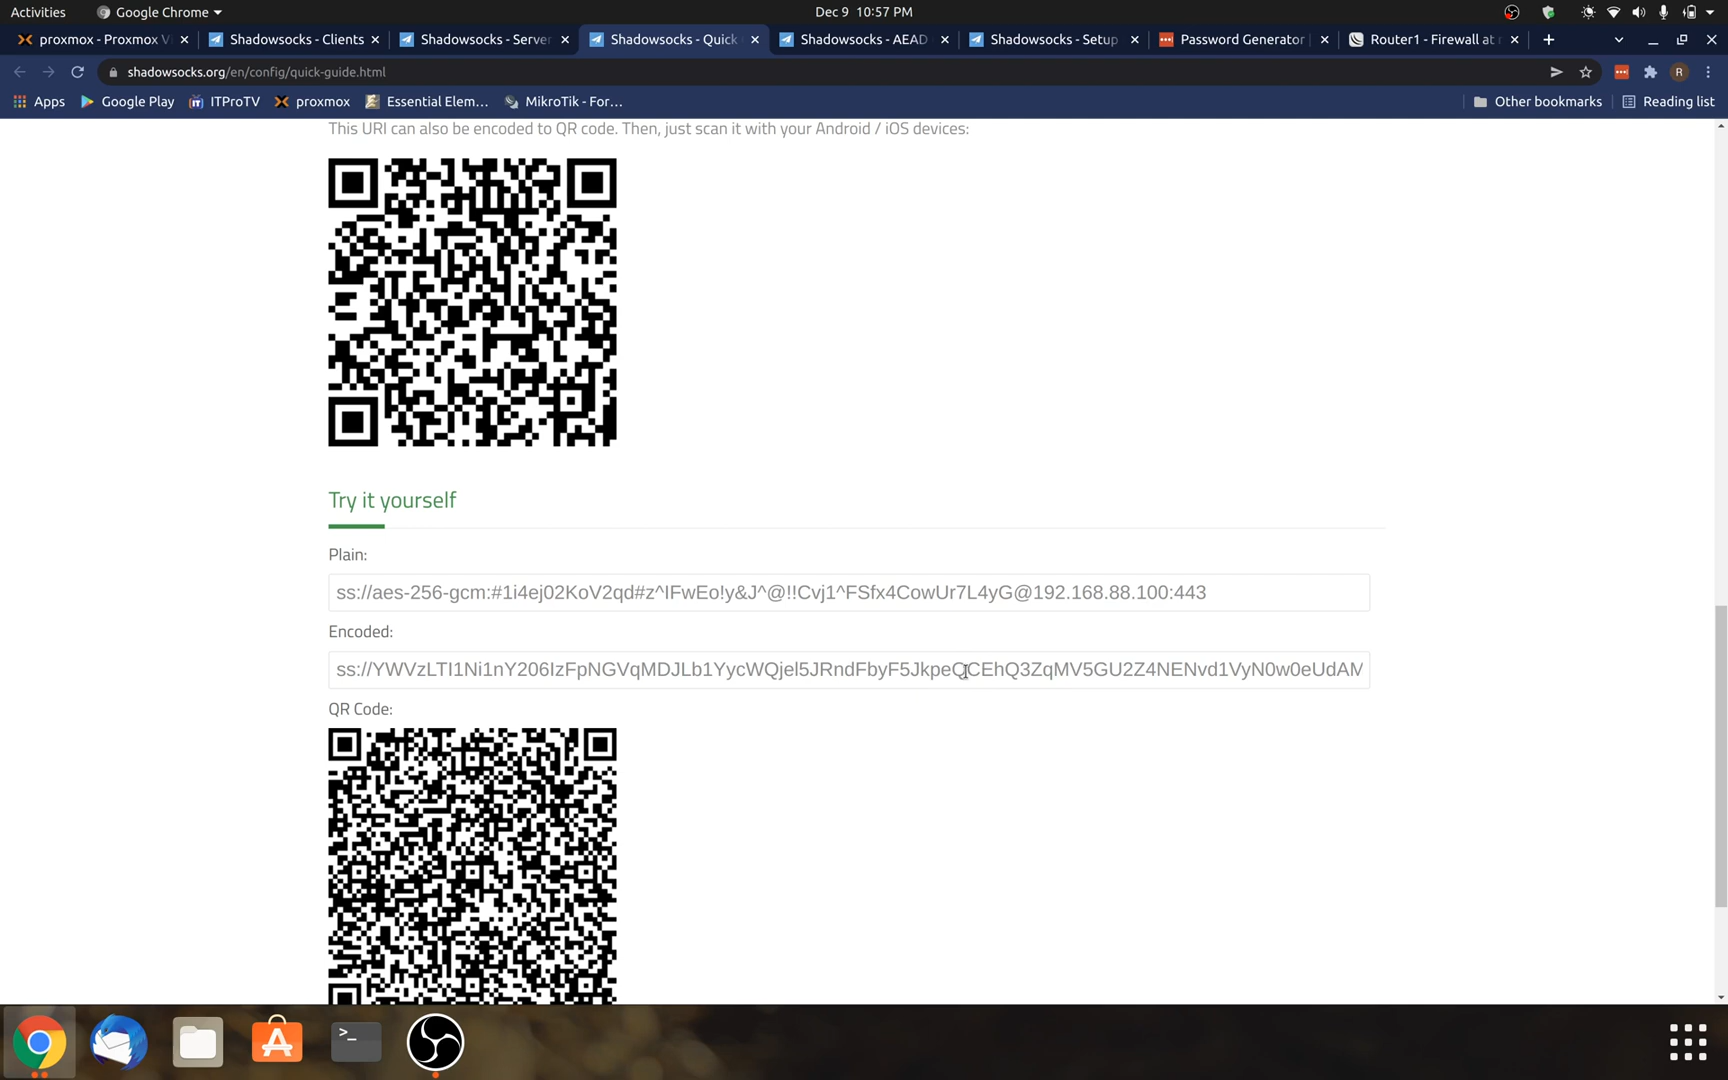 Activities
Google Chrome
Dec 9 10:57 PM
proxmox - Proxmox V
Shadowsocks - Clients
Shadowsocks - Server
Shadowsocks - Quick
Shadowsocks - AEAD
Shadowsocks - Setup
Password Generator
Router1 - Firewall at
shadowsocks.org/en/config/quick-guide.html
R
Apps
Google Play
ITProTV
proxmox
Essential Elem...
MikroTik - For...
Other bookmarks
Reading list
This URI can also be encoded to QR code. Then, just scan it with your Android / iOS devices:
Try it yourself
Plain:
ss://aes-256-gcm:#1i4ej02KoV2qd#z^IFwEo!y&J^@!!Cvj1^FSfx4CowUr7L4yG@192.168.88.100:443
Encoded:
QR Code: